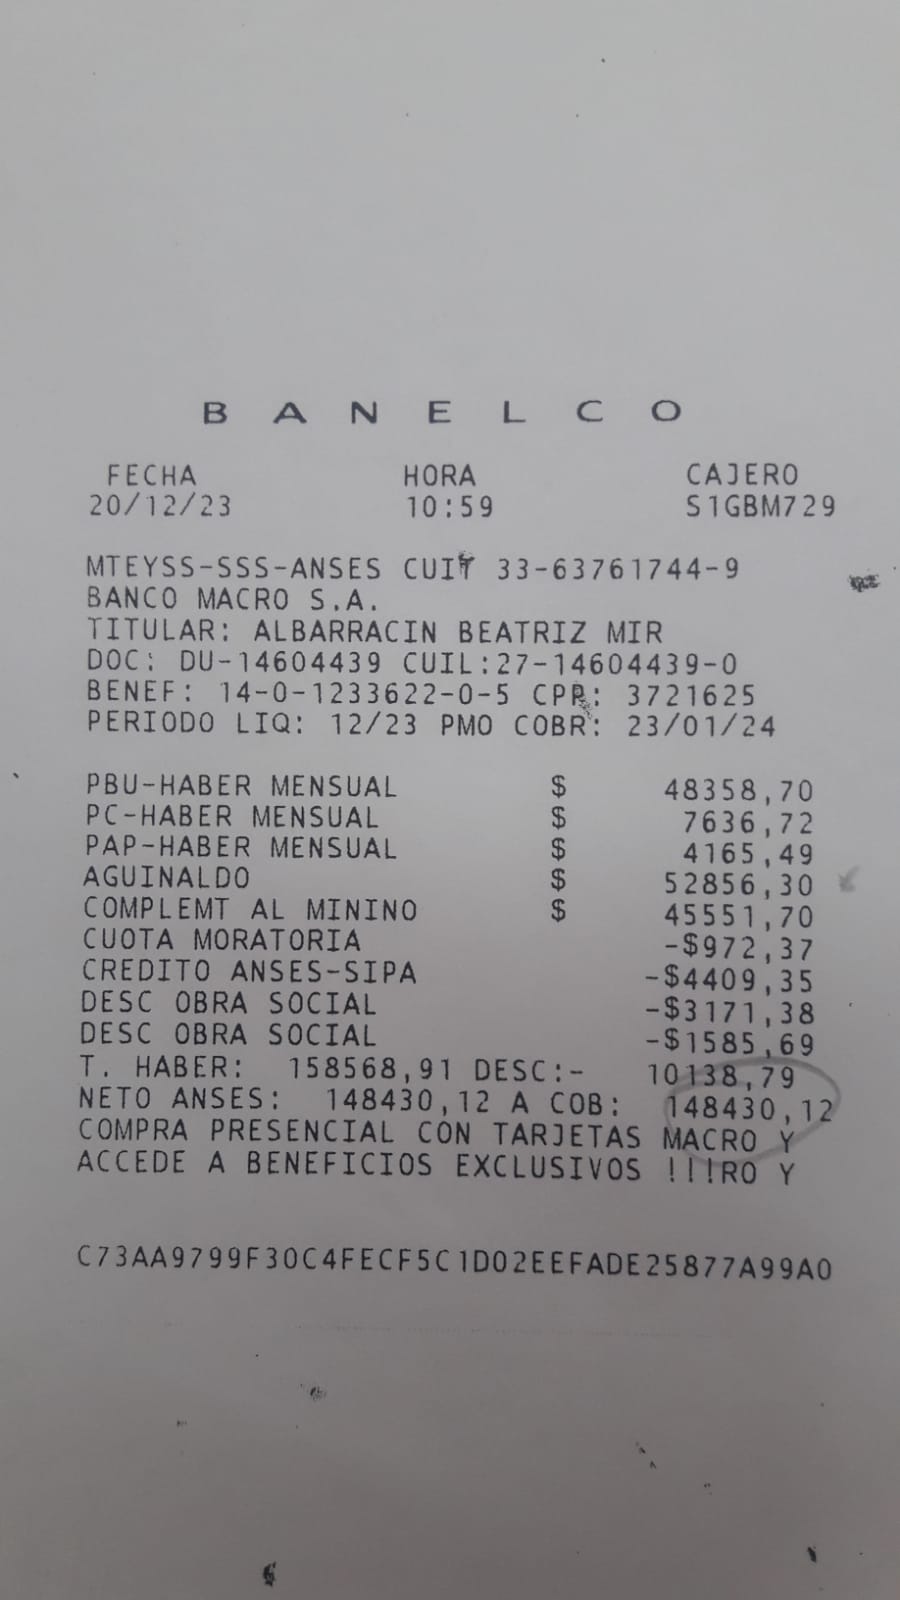 B A N E L C O
FECHA HORA CAJERO
20/12/23 10:59 S1GBM729
MTEYSS-SSS-ANSES CUIT 33-63761744-9
BANCO MACRO S.A.
TITULAR: ALBARRACIN BEATRIZ MIR
DOC: DU-14604439 CUIL:27-14604439-0
BENEF: 14-0-1233622-0-5 CPR: 3721625
PERIODO LIQ: 12/23 PMO COBR: 23/01/24
PBU-HABER MENSUAL $ 48358,70
PC-HABER MENSUAL $ 7636,72
PAP-HABER MENSUAL $ 4165,49
AGUINALDO $ 52856,30
COMPLEMT AL MININO $ 45551,70
CUOTA MORATORIA -$972,37
CREDITO ANSES-SIPA -$4409,35
DESC OBRA SOCIAL -$3171,38
DESC OBRA SOCIAL -$1585,69
T. HABER: 158568,91 DESC:- 10138,79
NETO ANSES: 148430,12 A COB: 148430,12
COMPRA PRESENCIAL CON TARJETAS MACRO Y
ACCEDE A BENEFICIOS EXCLUSIVOS !!!RO Y
C73AA9799F30C4FECF5C1D02EEFADE25877A99A0